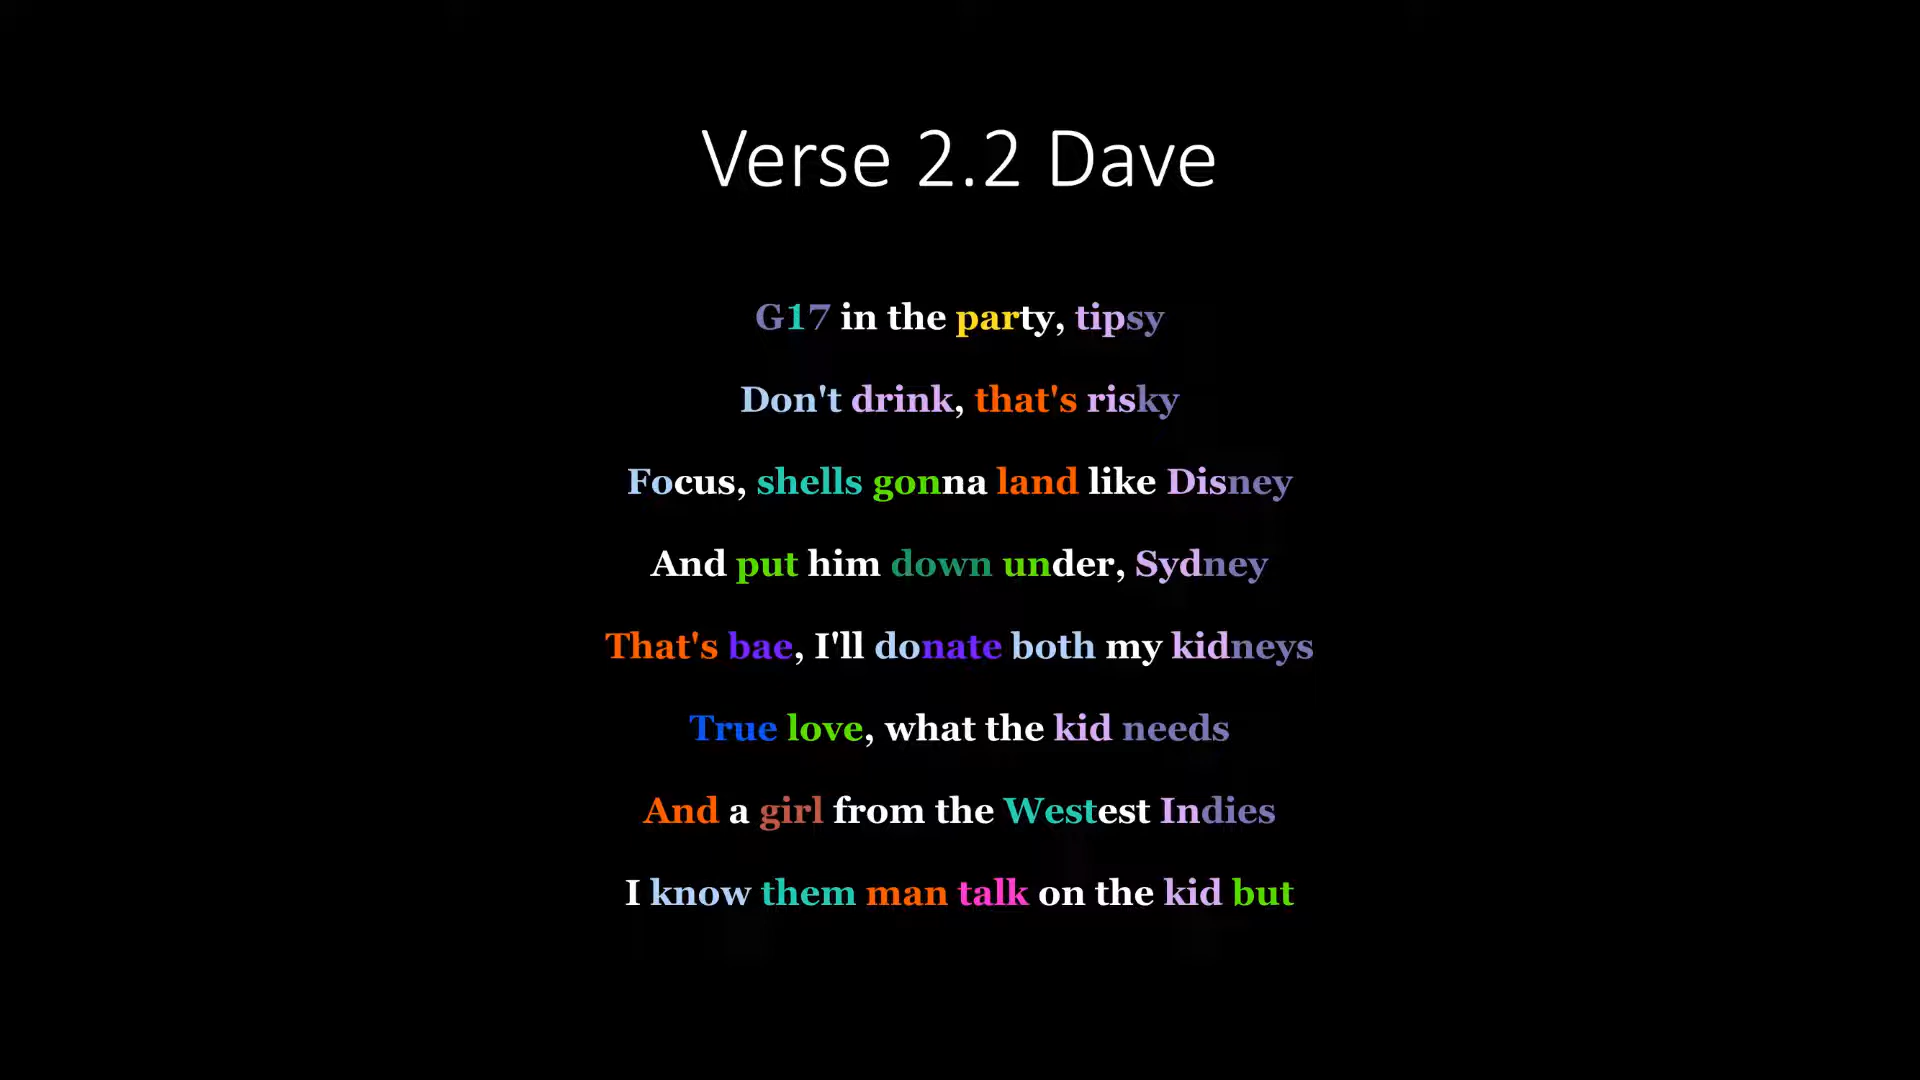 Verse 2.2 Dave
G17 in the party, tipsy
Don't drink, that's risky
Focus, shells gonna land like Disney
And put him down under, Sydney
That's bae, I'll donate both my kidneys
True love, what the kid needs
And a girl from the Westest Indies
I know them man talk on the kid but